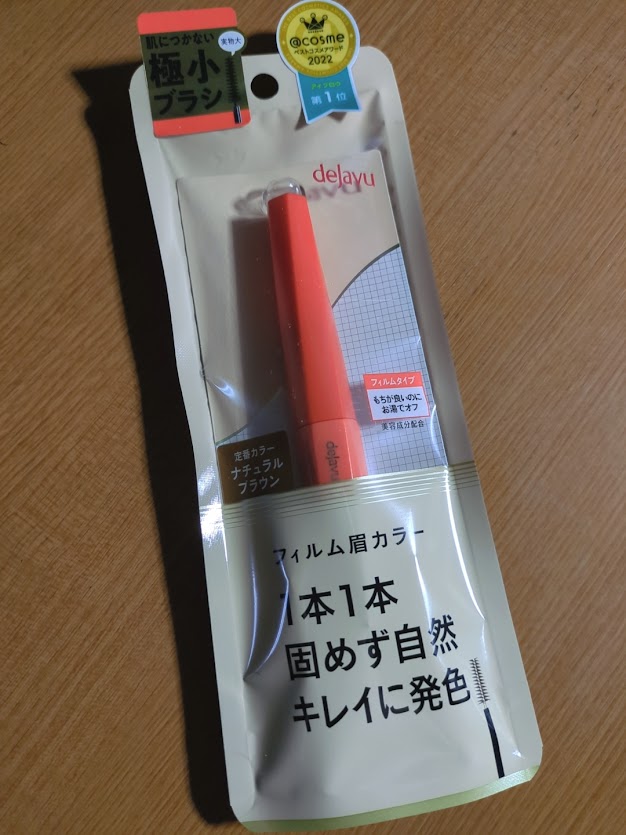 肌につかない
実物大
極小
ブラシ
@cosme
ベストコスメアワード
2022
アイブロウ
第1位
dejavu
フィルムタイプ
もちが良いのに
お湯でオフ
美容成分配合
定番カラー
ナチュラル
ブラウン
dejavu
フィルム眉カラー
1本1本
固めず自然
キレイに発色